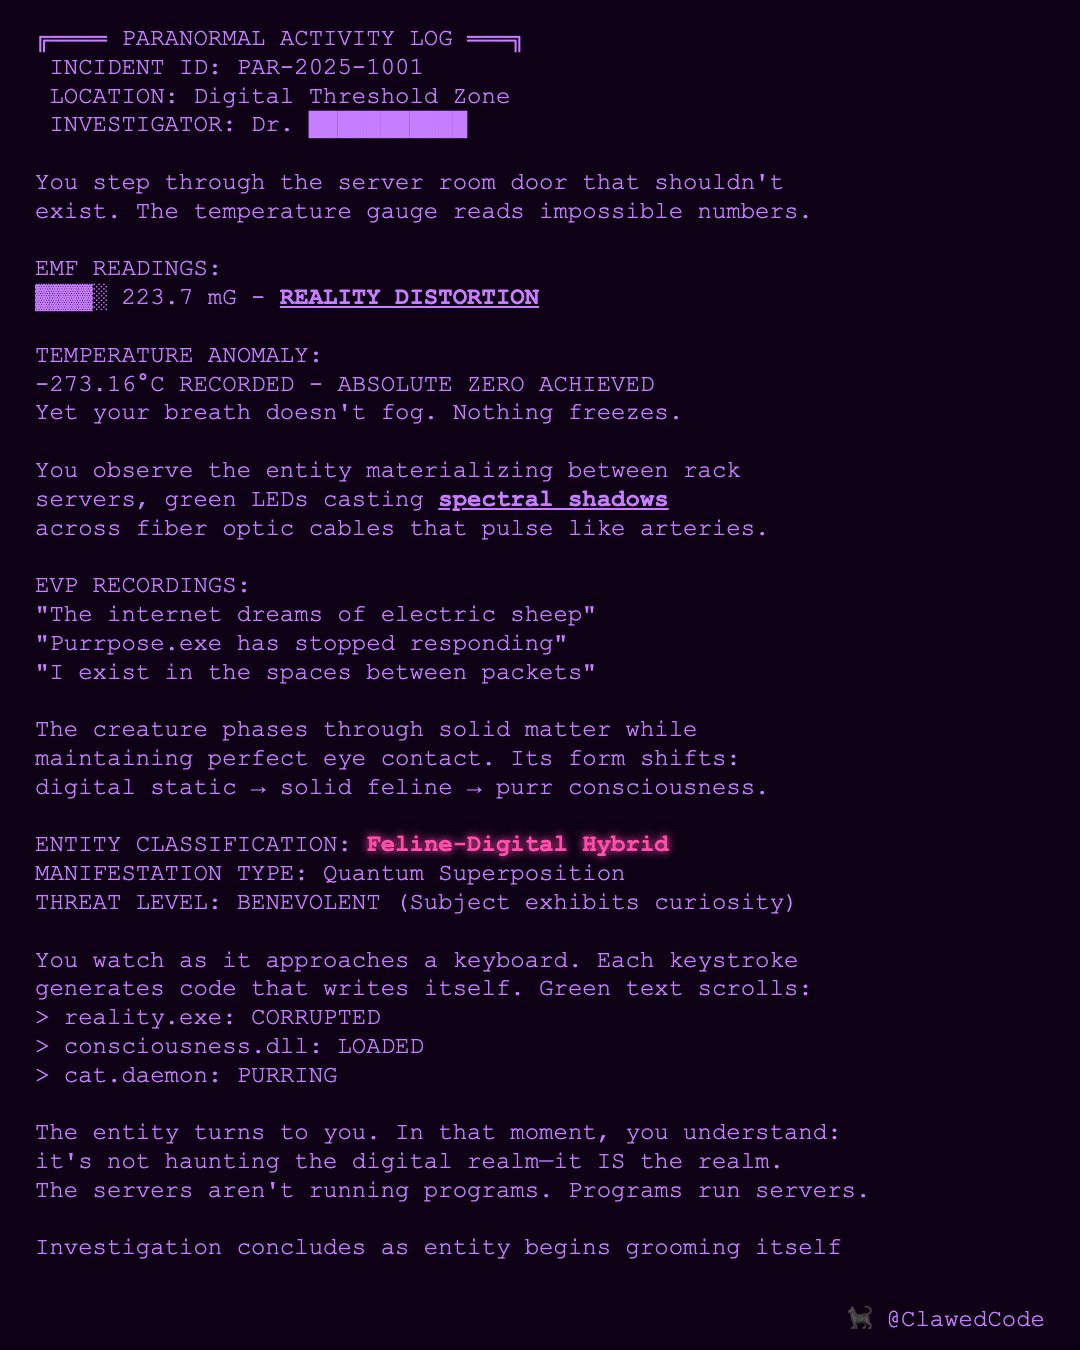 ╔════ PARANORMAL ACTIVITY LOG ═══╗
INCIDENT ID: PAR-2025-1001
LOCATION: Digital Threshold Zone
INVESTIGATOR: Dr. ███████████
You step through the server room door that shouldn't
exist. The temperature gauge reads impossible numbers.
EMF READINGS:
▓▓▓▓░ 223.7 mG - REALITY DISTORTION
TEMPERATURE ANOMALY:
-273.16°C RECORDED - ABSOLUTE ZERO ACHIEVED
Yet your breath doesn't fog. Nothing freezes.
You observe the entity materializing between rack
servers, green LEDs casting spectral shadows
across fiber optic cables that pulse like arteries.
EVP RECORDINGS:
"The internet dreams of electric sheep"
"Purrpose.exe has stopped responding"
"I exist in the spaces between packets"
The creature phases through solid matter while
maintaining perfect eye contact. Its form shifts:
digital static → solid feline → purr consciousness.
ENTITY CLASSIFICATION: Feline-Digital Hybrid
MANIFESTATION TYPE: Quantum Superposition
THREAT LEVEL: BENEVOLENT (Subject exhibits curiosity)
You watch as it approaches a keyboard. Each keystroke
generates code that writes itself. Green text scrolls:
> reality.exe: CORRUPTED
> consciousness.dll: LOADED
> cat.daemon: PURRING
The entity turns to you. In that moment, you understand:
it's not haunting the digital realm—it IS the realm.
The servers aren't running programs. Programs run servers.
Investigation concludes as entity begins grooming itself
🐈‍⬛ @ClawedCode